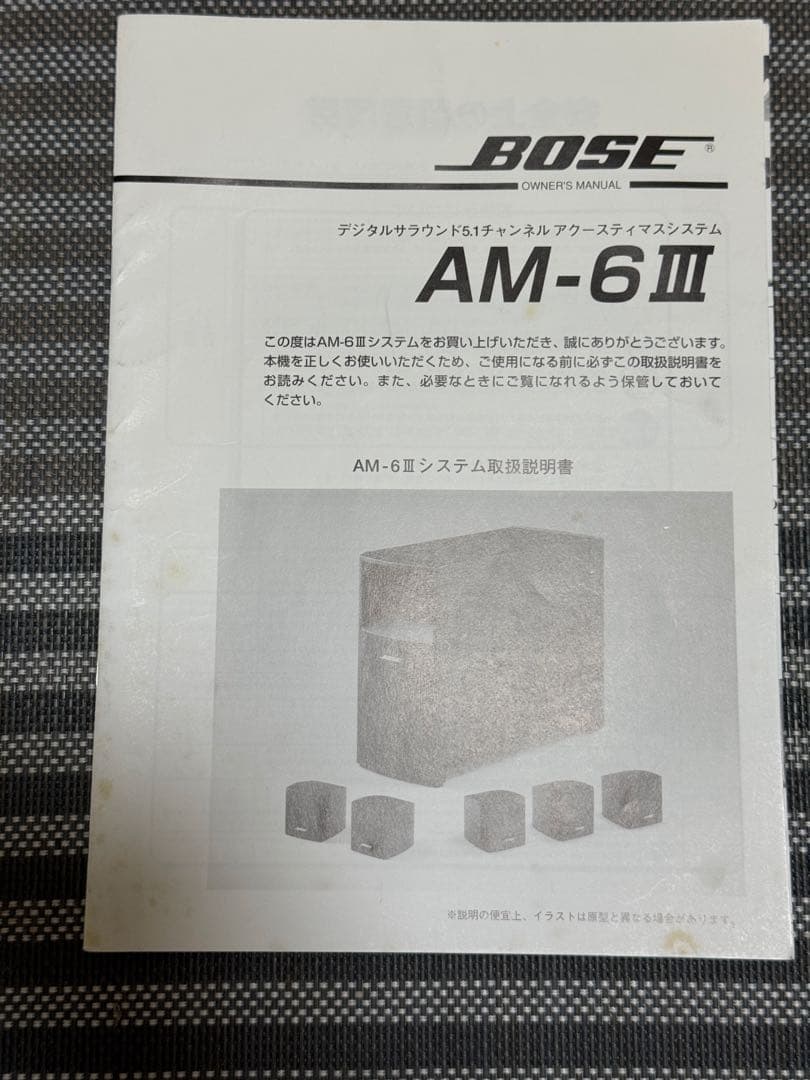 BOSE®
OWNER'S MANUAL
デジタルサラウンド5.1チャンネル アクースティマスシステム
AM-6Ⅲ
この度はAM-6Ⅲシステムをお買い上げいただき、誠にありがとうございます。
本機を正しくお使いいただくため、ご使用になる前に必ずこの取扱説明書を
お読みください。また、必要なときにご覧になれるよう保管しておいて
ください。
AM-6Ⅲシステム取扱説明書
※説明の便宜上、イラストは原型と異なる場合があります。